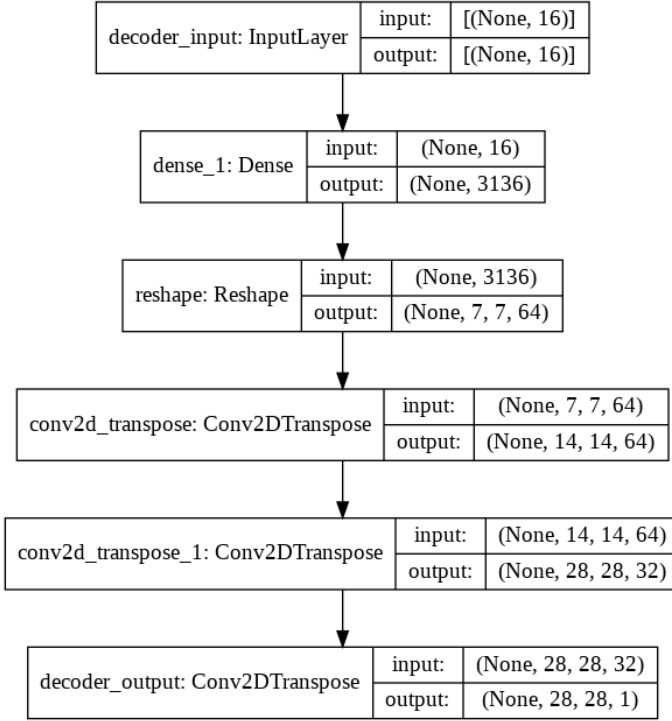 decoder_input: InputLayer
input: [(None, 16)]
output: [(None, 16)]
dense_1: Dense
input: (None, 16)
output: (None, 3136)
reshape: Reshape
input: (None, 3136)
output: (None, 7, 7, 64)
conv2d_transpose: Conv2DTranspose
input: (None, 7, 7, 64)
output: (None, 14, 14, 64)
conv2d_transpose_1: Conv2DTranspose
input: (None, 14, 14, 64)
output: (None, 28, 28, 32)
decoder_output: Conv2DTranspose
input: (None, 28, 28, 32)
output: (None, 28, 28, 1)